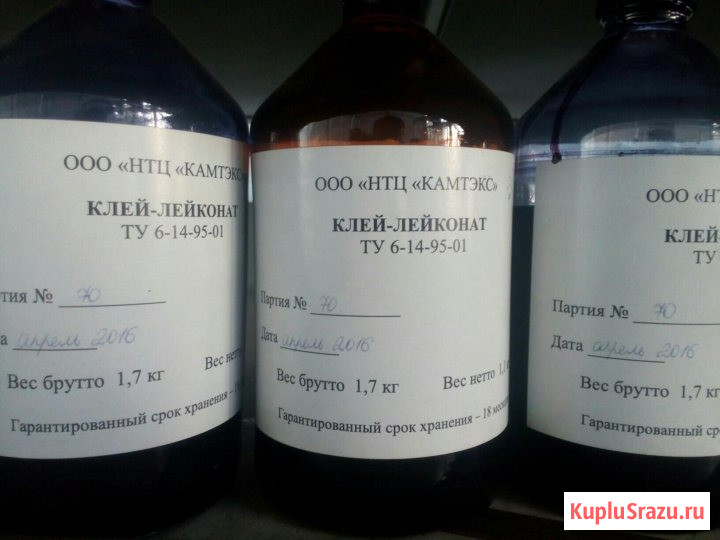 ООО «НТЦ «КАМТЭКС
КЛЕЙ-ЛЕЙКОНАТ
ТУ 6-14-95-01
Партия № 70
апрель 2016
Вес брутто 1,7 кг
Вес нетто
Гарантированный срок хранения –
ООО «НТЦ «КАМТЭКС»
КЛЕЙ-ЛЕЙКОНАТ
ТУ 6-14-95-01
Партия № 70
Дата апрель 2016
Вес брутто 1,7 кг
Вес нетто
Гарантированный срок хранения – 18
ООО
КЛЕЙ-
ТУ
Партия № 70
Дата апрель 2016
Вес брутто 1,7 кг
Гарантированный
KupluSrazu.ru